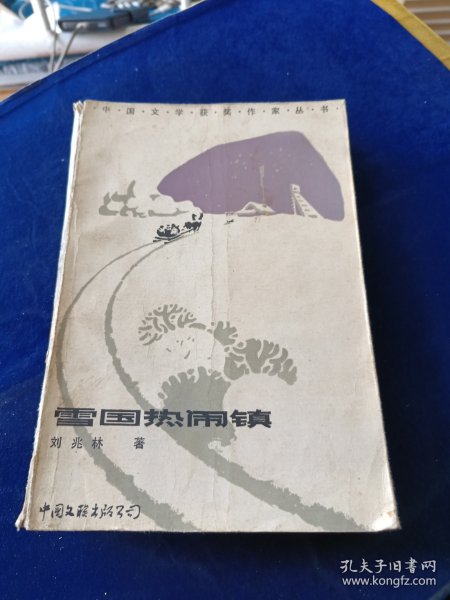 中·国·文·学·获·奖·作·家·丛·书
雪国热闹镇
刘兆林 著
中国文联出版公司
孔夫子旧书网
www.kongfz.com